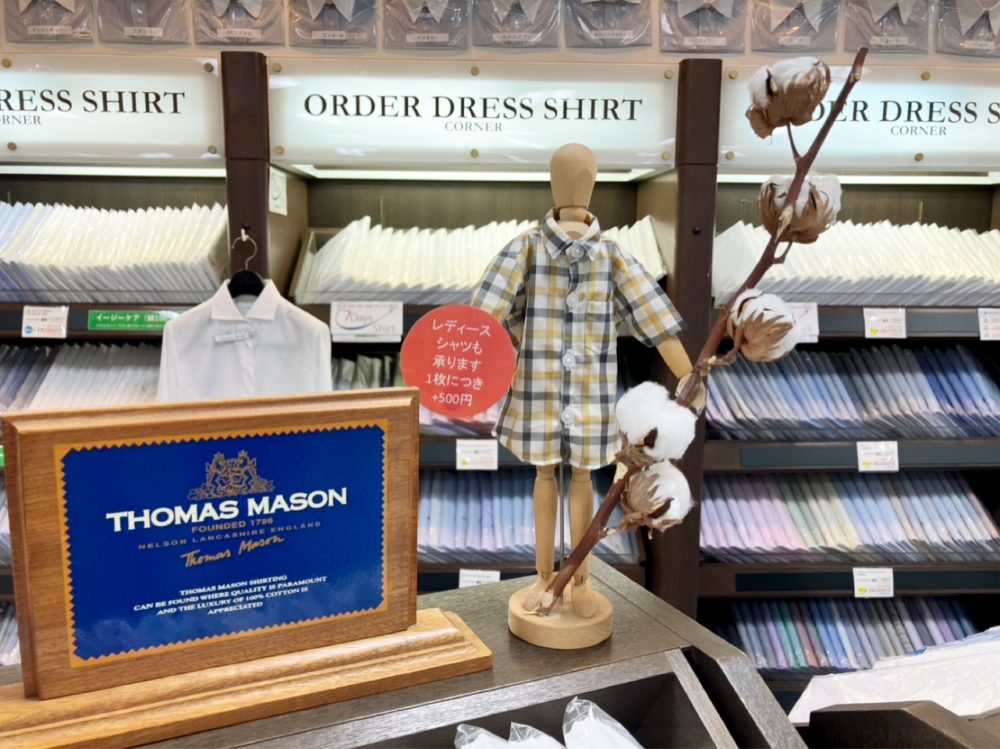 RESS SHIRT
ORNER
ORDER DRESS SHIRT
CORNER
DER DRESS S
CORNER
イージーケア
7Days
Shirt
レディース
シャツも
承ります
1枚につき
+500円
THOMAS MASON
FOUNDED 1796
NELSON LANCASHIRE ENGLAND
Thomas Mason
THOMAS MASON SHIRTING
CAN BE FOUND WHERE QUALITY IS PARAMOUNT
AND THE LUXURY OF 100% COTTON IS
APPRECIATED